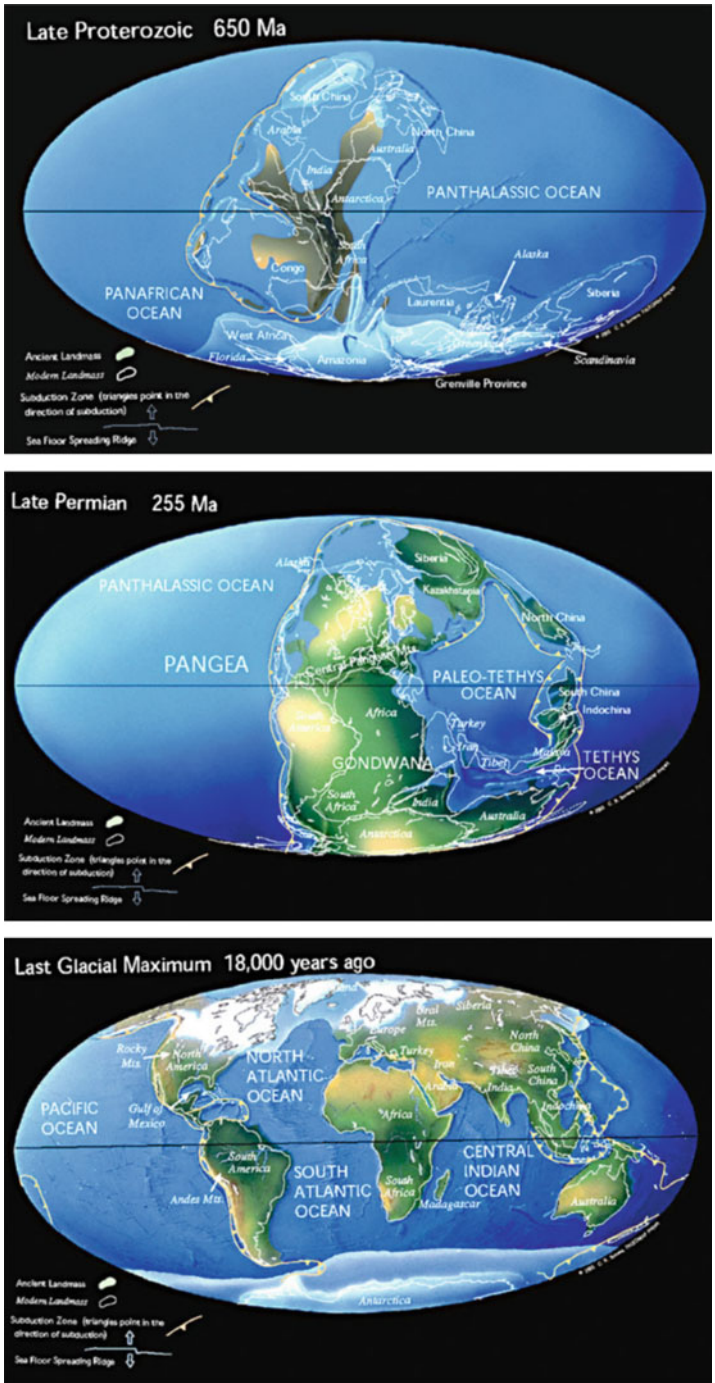 Late Proterozoic 650 Ma
South China
Arabia
North China
Australia
India
Antarctica
PANTHALASSIC OCEAN
South
Africa
Congo
Alaska
Laurentia
Siberia
PANAFRICAN
OCEAN
West Africa
Florida
Amazonia
Scandinavia
Grenville Province
Ancient Landmass
Modern Landmass
Subduction Zone (triangles point in the
direction of subduction)
Sea Floor Spreading Ridge
Late Permian 255 Ma
Alaska
Siberia
PANTHALASSIC OCEAN
Kazakhstania
North China
PANGEA
Central Pangean Mts.
PALEO-TETHYS
OCEAN
South China
Indochina
South
America
Africa
Turkey
Iran
Tibet
Malaya
GONDWANA
TETHYS
OCEAN
South
Africa
India
Australia
Antarctica
Ancient Landmass
Modern Landmass
Subduction Zone (triangles point in the
direction of subduction)
Sea Floor Spreading Ridge
Last Glacial Maximum 18,000 years ago
Siberia
Ural
Mts.
Europe
Rocky
Mts.
North
America
NORTH
ATLANTIC
OCEAN
Turkey
Iran
Tibet
North
China
South
China
Arabia
India
Indochina
PACIFIC
OCEAN
Gulf of
Mexico
Africa
CENTRAL
INDIAN
OCEAN
South
America
SOUTH
ATLANTIC
OCEAN
Andes Mts.
South
Africa
Madagascar
Australia
Antarctica
Ancient Landmass
Modern Landmass
Subduction Zone (triangles point in the
direction of subduction)
Sea Floor Spreading Ridge